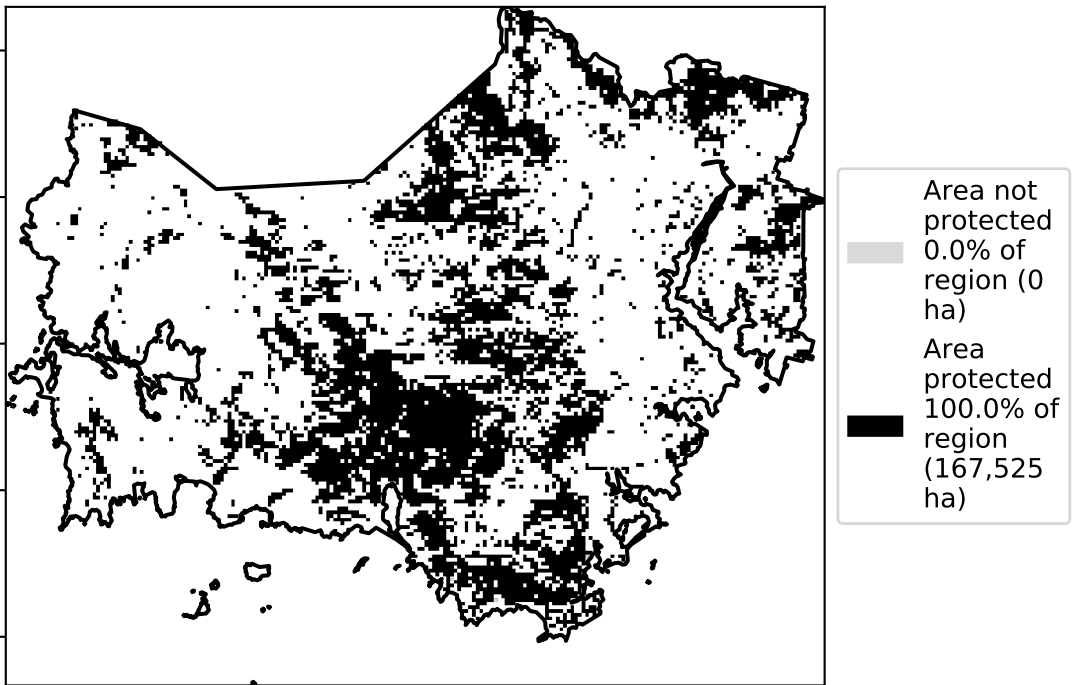 Area not
protected
0.0% of
region (0
ha)
Area
protected
100.0% of
region
(167,525
ha)